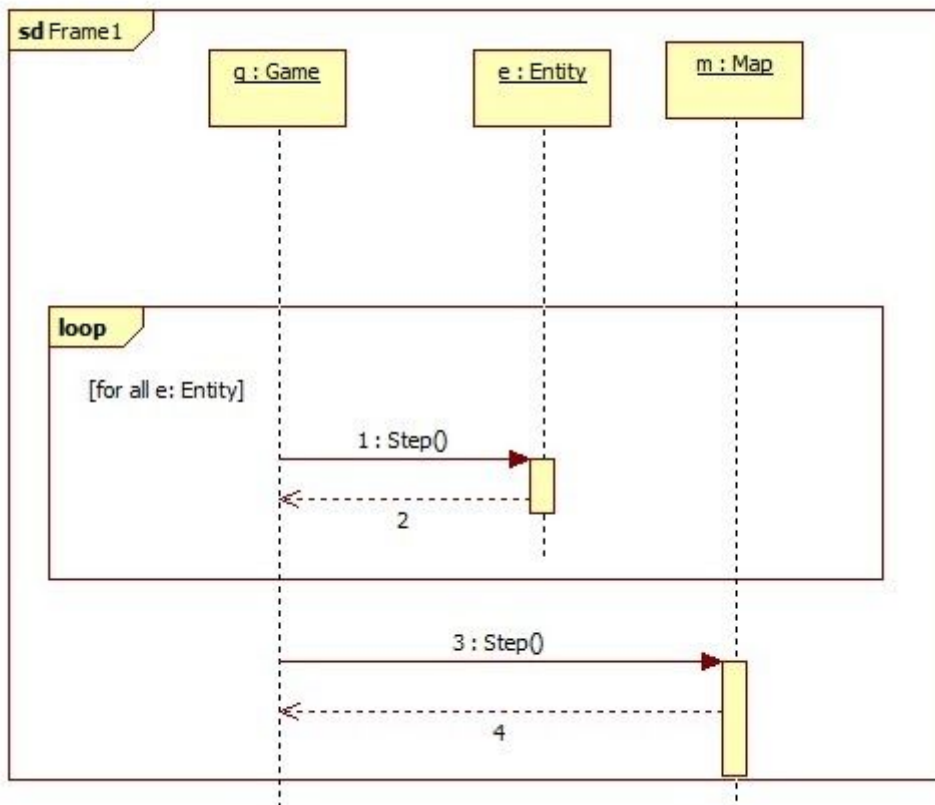 sd Frame1
g : Game
e : Entity
m : Map
loop
[for all e: Entity]
1 : Step()
2
3 : Step()
4